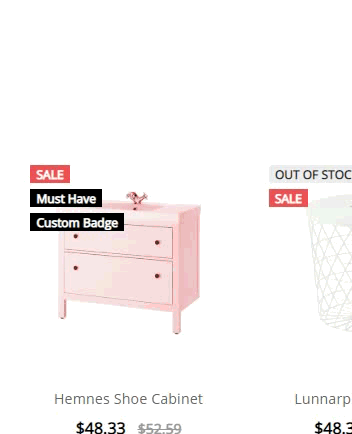 SALE
Must Have
Custom Badge
OUT OF STOC
SALE
Hemnes Shoe Cabinet
Lunnarp
$48.33 $52.59
$48.3